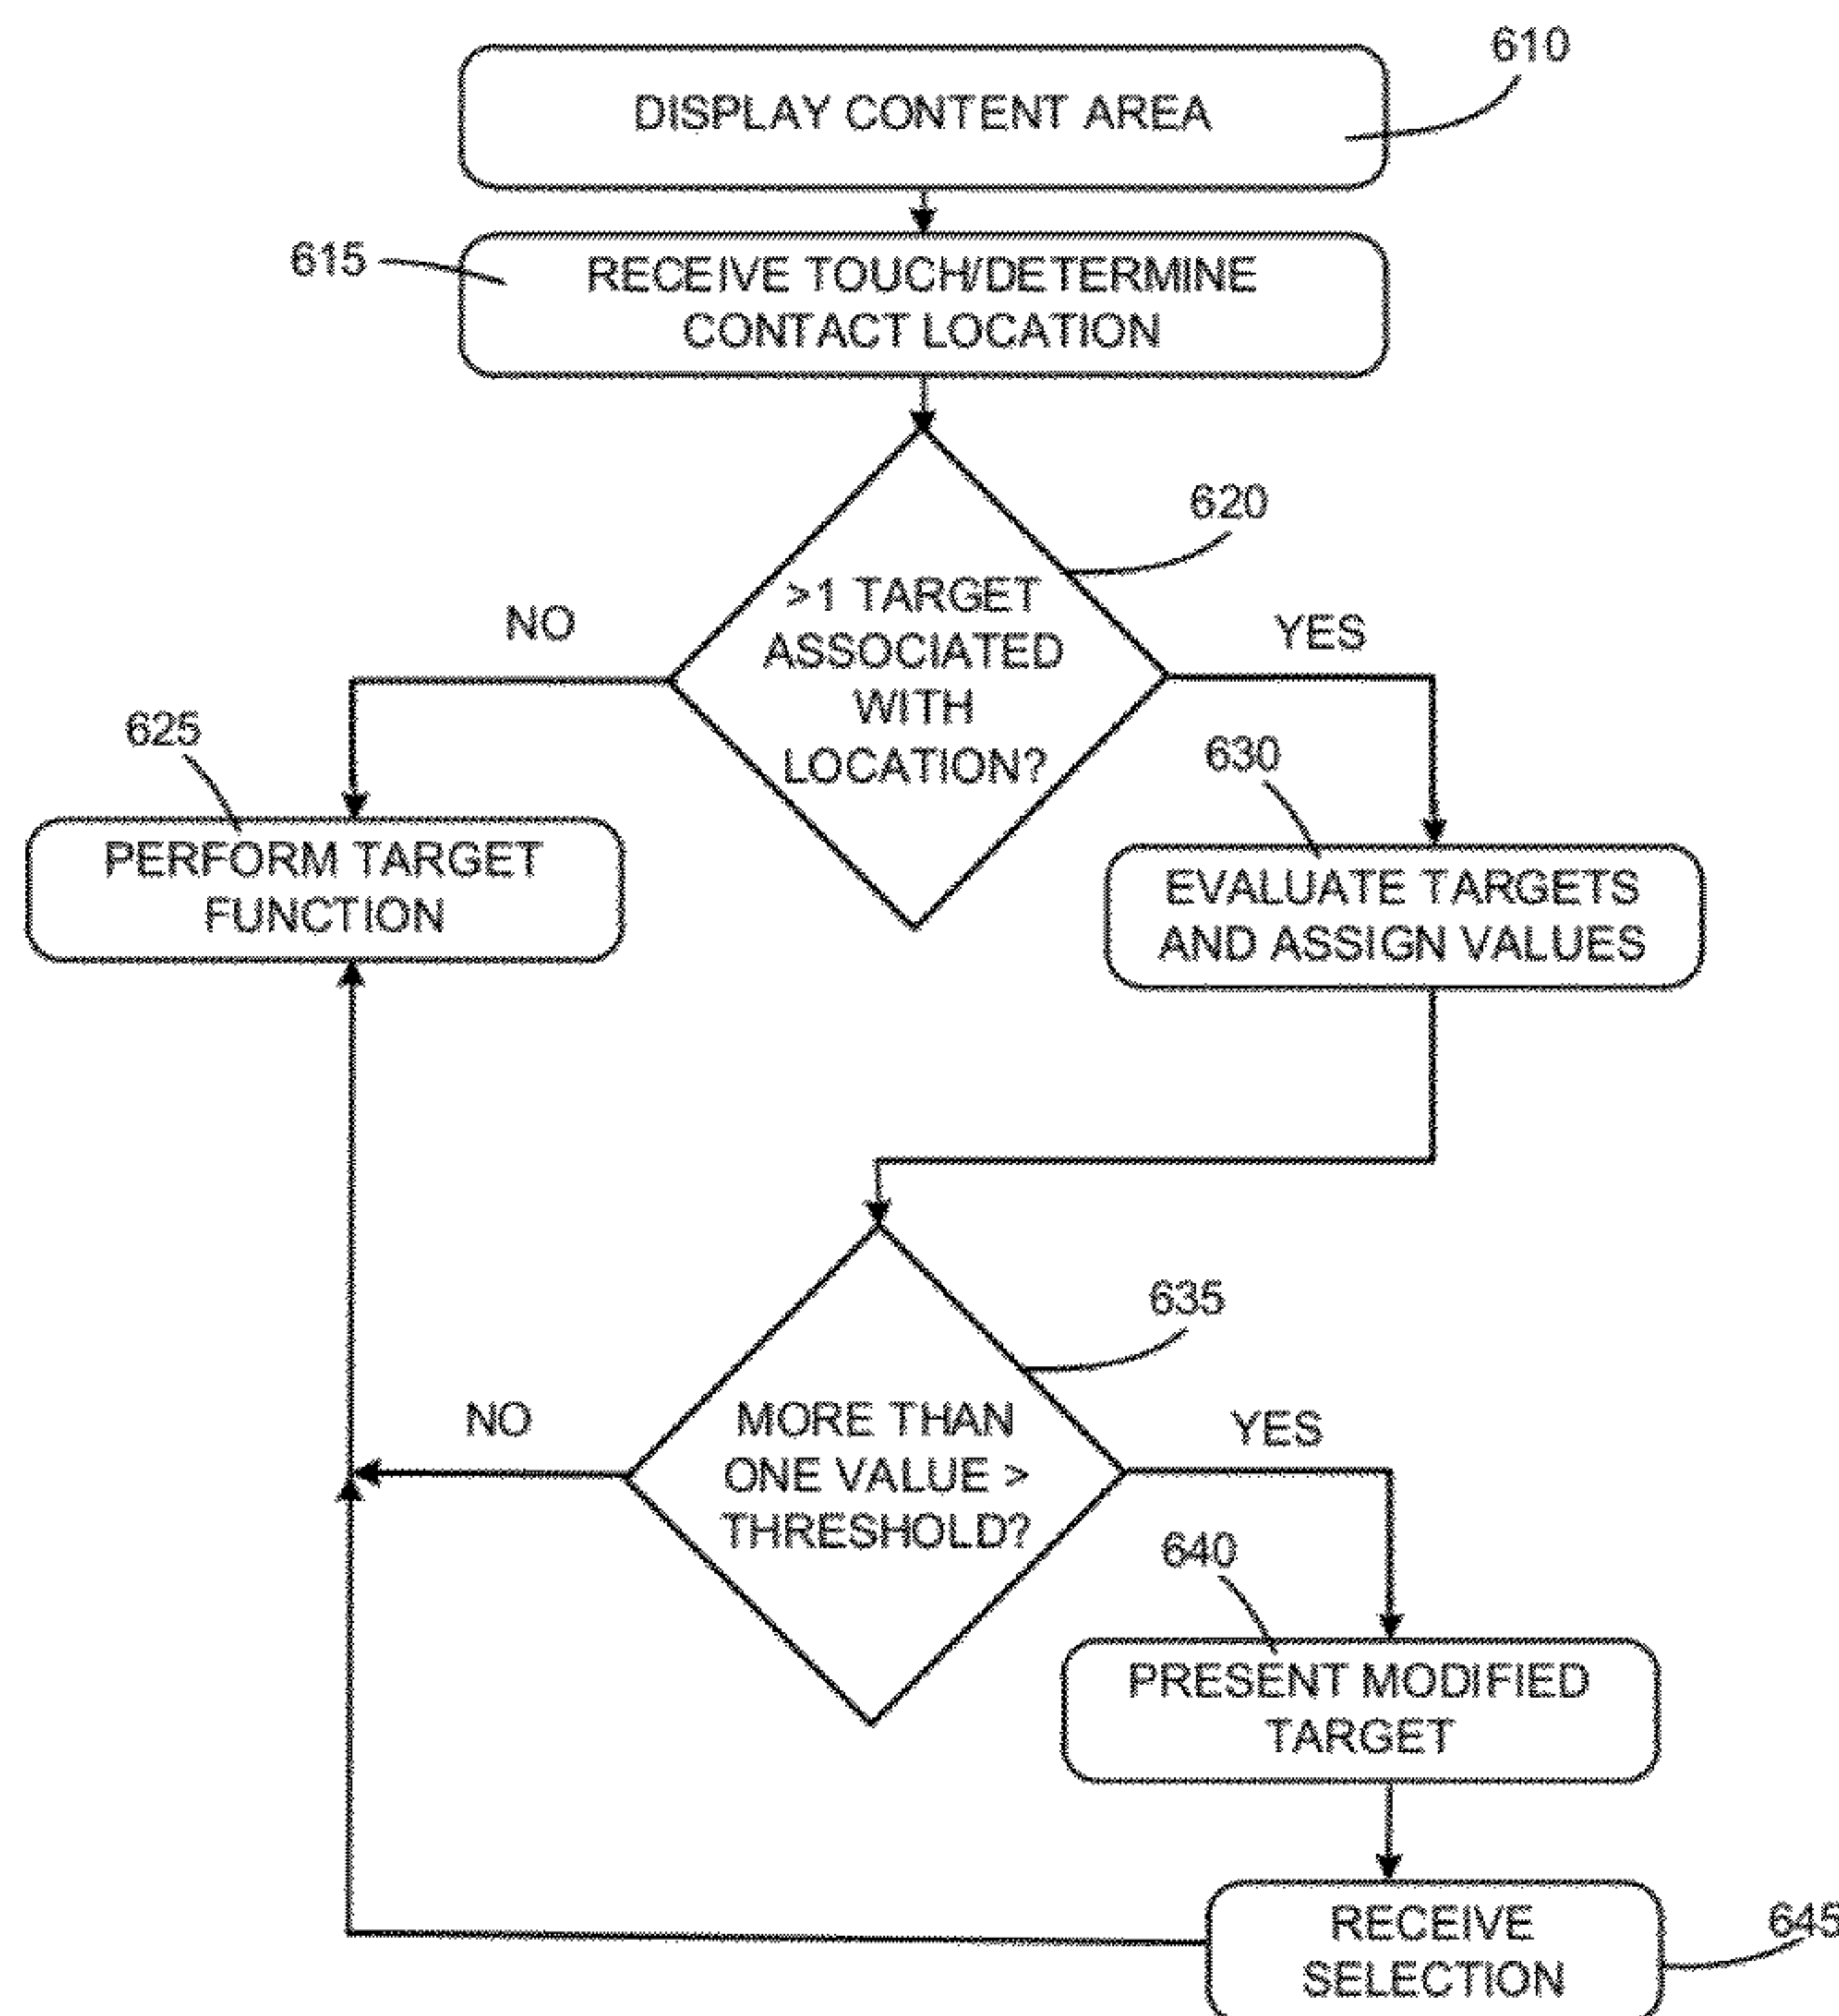 610
DISPLAY CONTENT AREA
615
RECEIVE TOUCH/DETERMINE
CONTACT LOCATION
620
>1 TARGET
ASSOCIATED
WITH
LOCATION?
NO
YES
625
PERFORM TARGET
FUNCTION
630
EVALUATE TARGETS
AND ASSIGN VALUES
635
MORE THAN
ONE VALUE >
THRESHOLD?
NO
YES
640
PRESENT MODIFIED
TARGET
RECEIVE
SELECTION
645